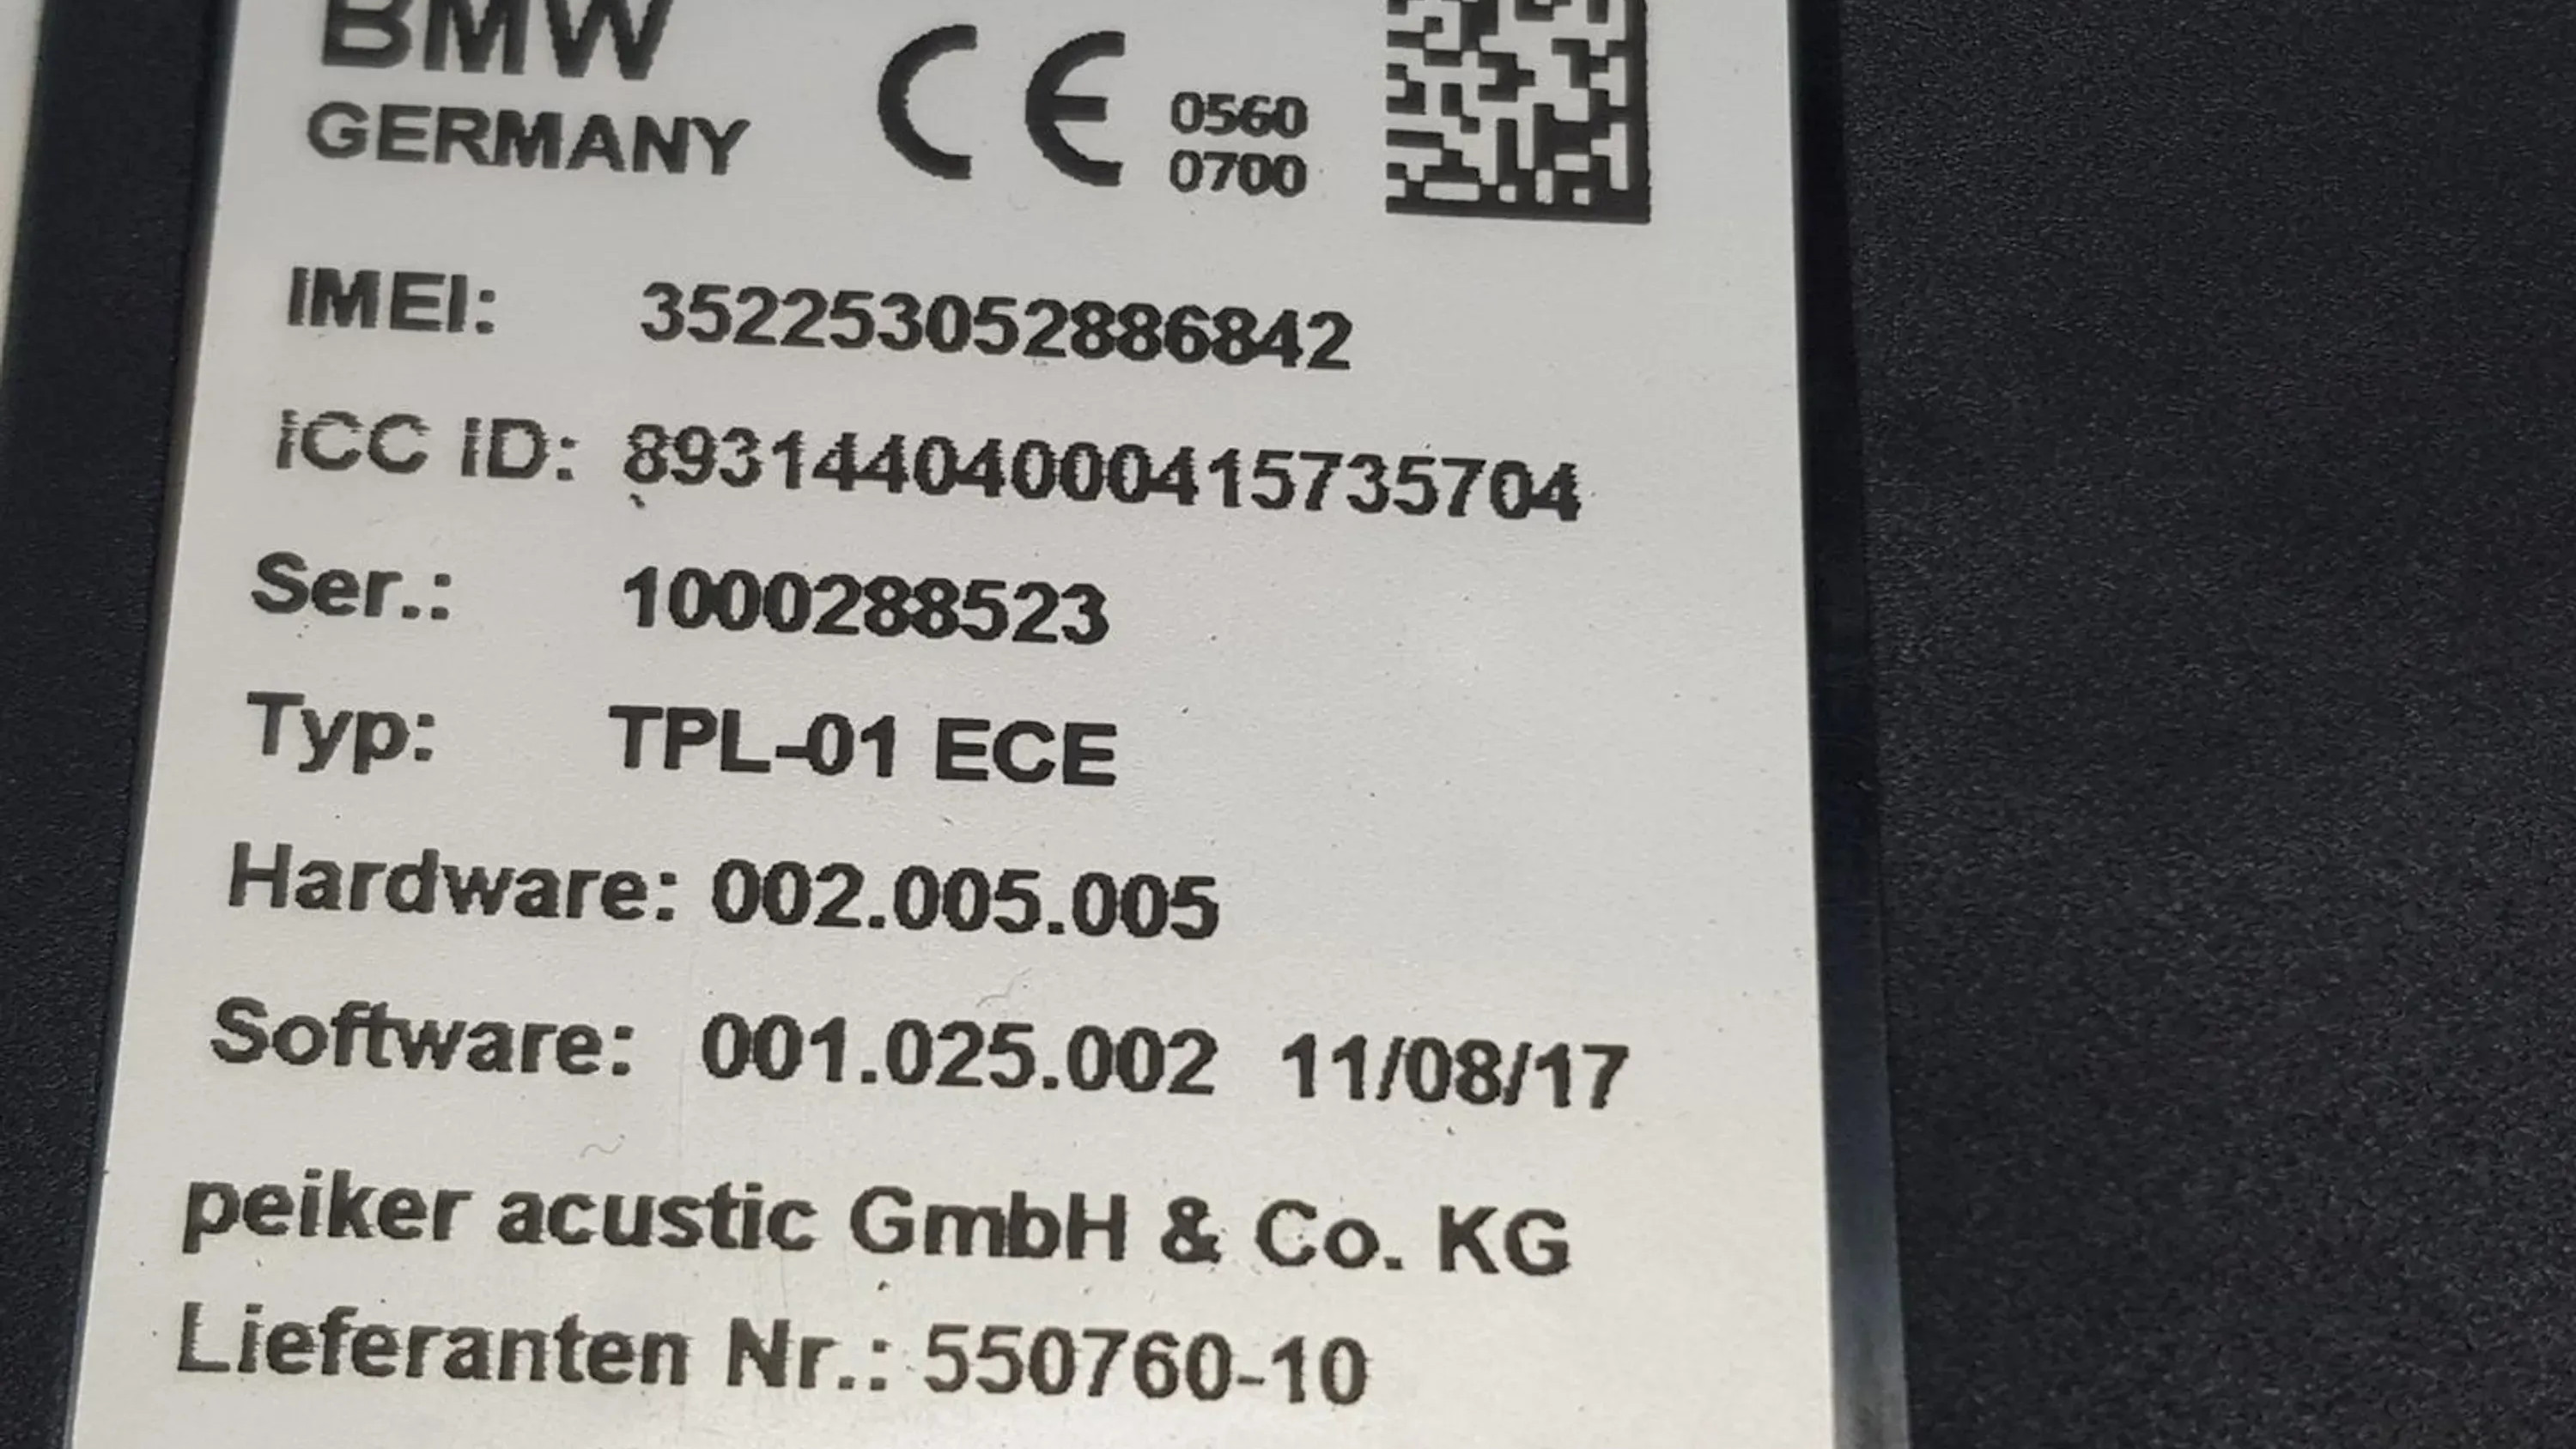 BMW
GERMANY
CE 0560
0700
IMEI: 352253052886842
iCC iD: 8931440404000415735704
Ser.: 1000288523
Typ: TPL-01 ECE
Hardware: 002.005.005
Software: 001.025.002 11/08/17
peiker acustic GmbH & Co. KG
Lieferanten Nr.: 550760-10